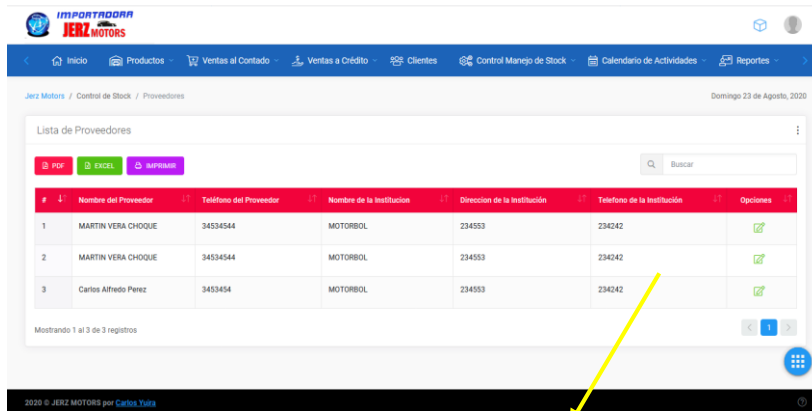 IMPORTADORA
JERZ MOTORS
Inicio Productos Ventas al Contado Ventas a Crédito Clientes Control Manejo de Stock Calendario de Actividades Reportes
Jerz Motors / Control de Stock / Proveedores Domingo 23 de Agosto, 2020
Lista de Proveedores
PDF EXCEL IMPRIMIR Buscar
# Nombre del Proveedor Teléfono del Proveedor Nombre de la Institucion Direccion de la Institución Telefono de la Institución Opciones
1 MARTIN VERA CHOQUE 34534544 MOTORBOL 234553 234242
2 MARTIN VERA CHOQUE 34534544 MOTORBOL 234553 234242
3 Carlos Alfredo Perez 3453454 MOTORBOL 234553 234242
Mostrando 1 al 3 de 3 registros < 1 >
2020 © JERZ MOTORS por Carlos Yujra